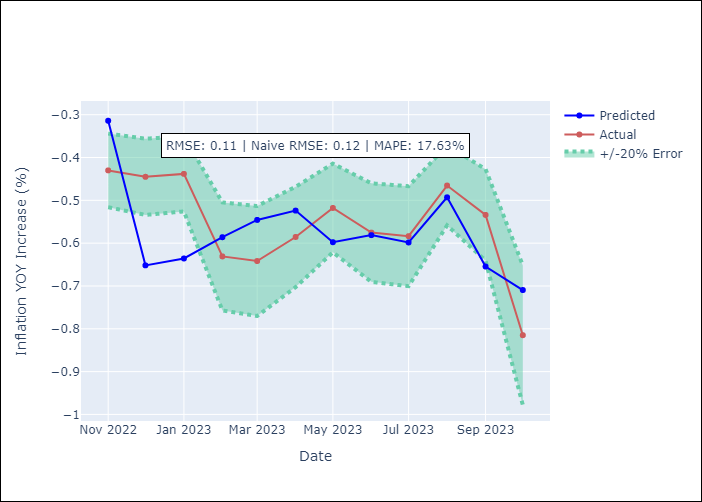 RMSE: 0.11 | Naive RMSE: 0.12 | MAPE: 17.63%
Predicted
Actual
+/-20% Error
Inflation YOY Increase (%)
−0.3
−0.4
−0.5
−0.6
−0.7
−0.8
−0.9
−1
Nov 2022
Jan 2023
Mar 2023
May 2023
Jul 2023
Sep 2023
Date